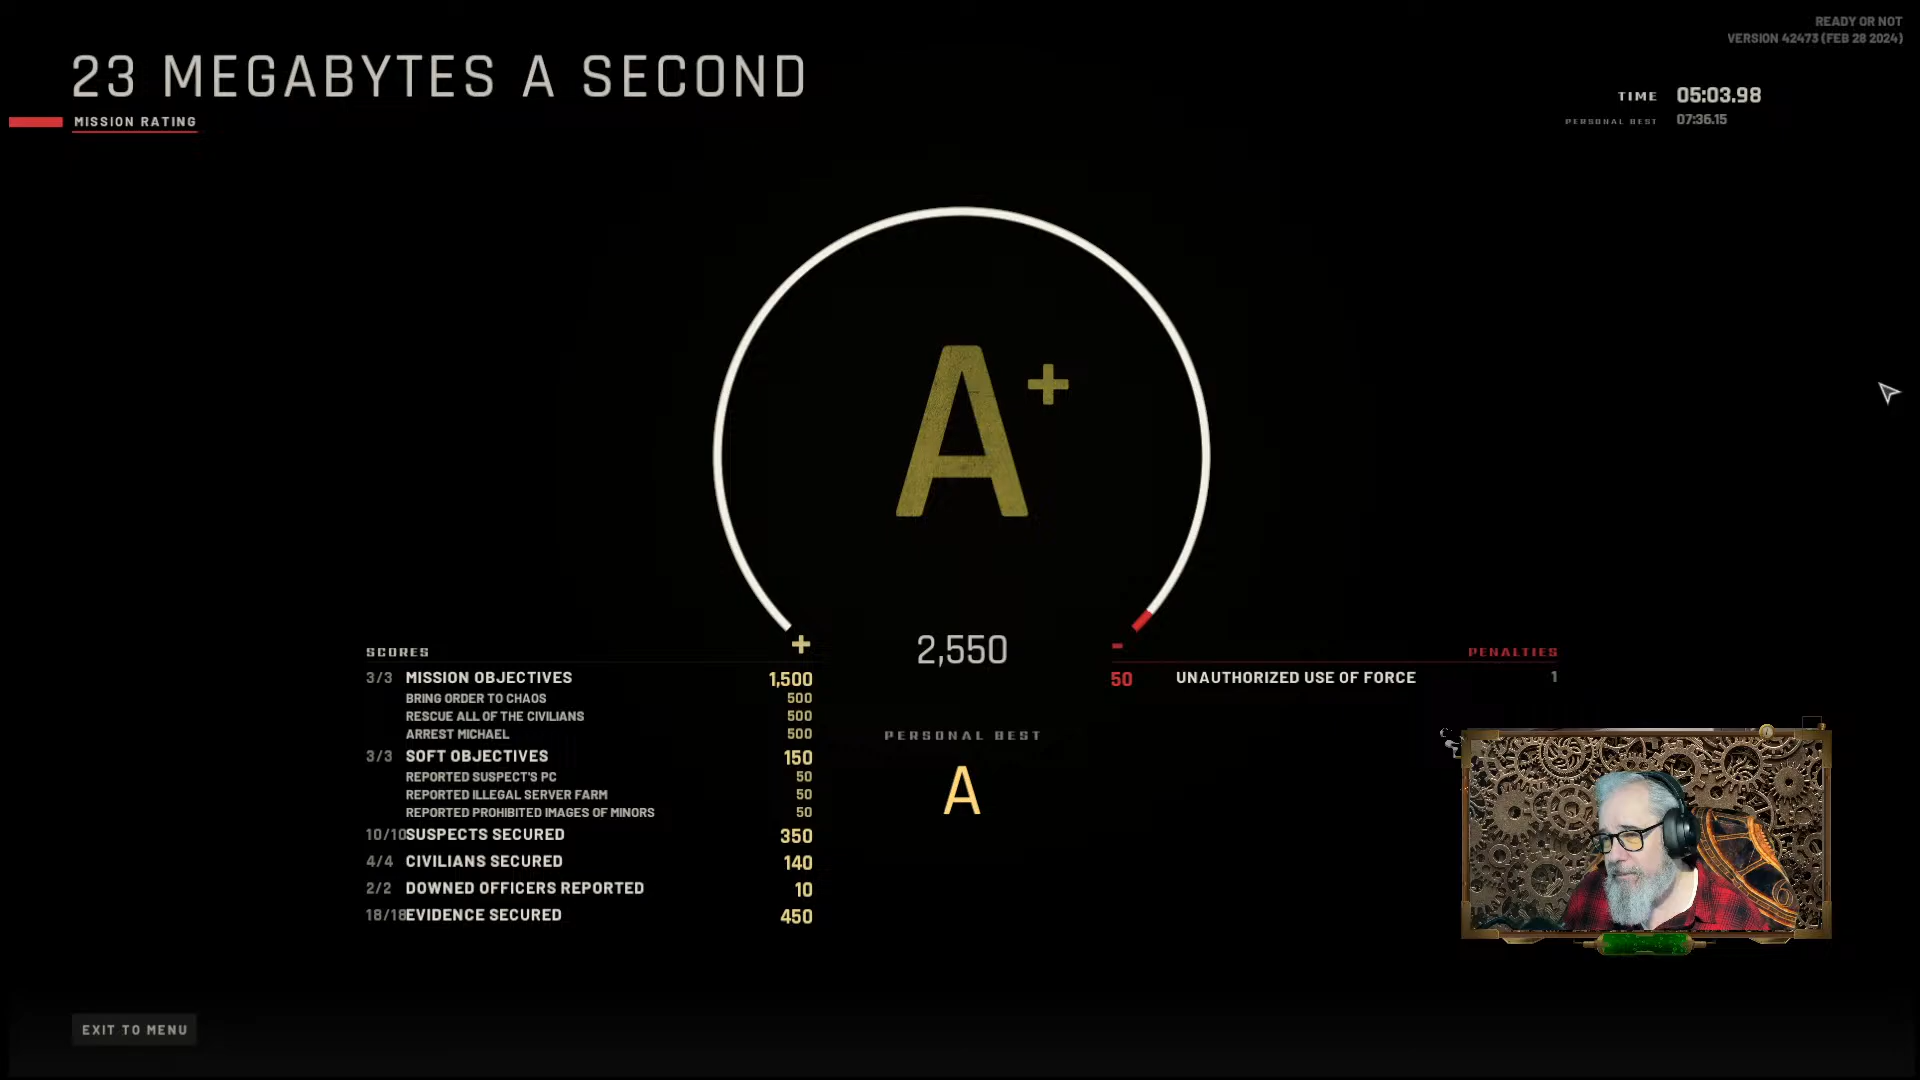 READY OR NOT
VERSION 42473 (FEB 28 2024)
23 MEGABYTES A SECOND
MISSION RATING
TIME 05:03.98
PERSONAL BEST 07:36.15
A+
2,550
PERSONAL BEST
A
SCORES +
3/3 MISSION OBJECTIVES 1,500
BRING ORDER TO CHAOS 500
RESCUE ALL OF THE CIVILIANS 500
ARREST MICHAEL 500
3/3 SOFT OBJECTIVES 150
REPORTED SUSPECT'S PC 50
REPORTED ILLEGAL SERVER FARM 50
REPORTED PROHIBITED IMAGES OF MINORS 50
10/10 SUSPECTS SECURED 350
4/4 CIVILIANS SECURED 140
2/2 DOWNED OFFICERS REPORTED 10
18/18 EVIDENCE SECURED 450
- PENALTIES
50 UNAUTHORIZED USE OF FORCE 1
6
EXIT TO MENU